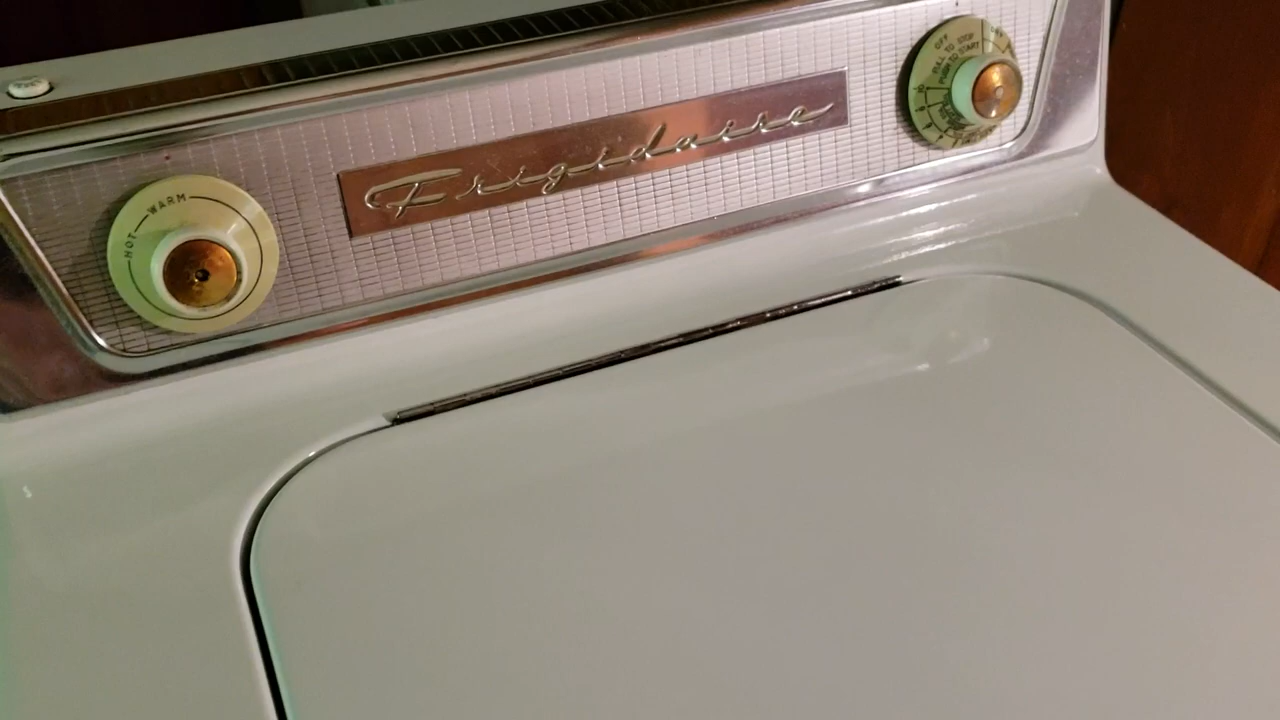 HOT
WARM
Frigidaire
OFF
PULL TO STOP
PUSH TO START